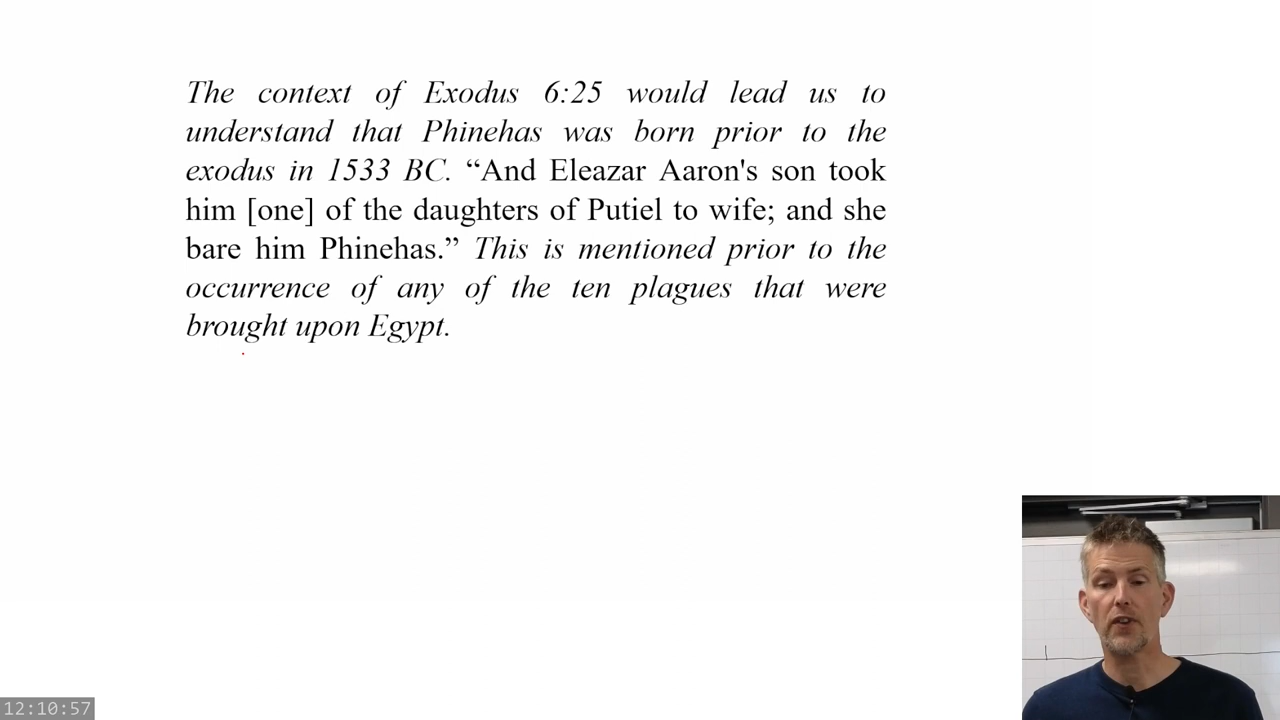 The context of Exodus 6:25 would lead us to
understand that Phinehas was born prior to the
exodus in 1533 BC. “And Eleazar Aaron's son took
him [one] of the daughters of Putiel to wife; and she
bare him Phinehas.” This is mentioned prior to the
occurrence of any of the ten plagues that were
brought upon Egypt.
12:10:57